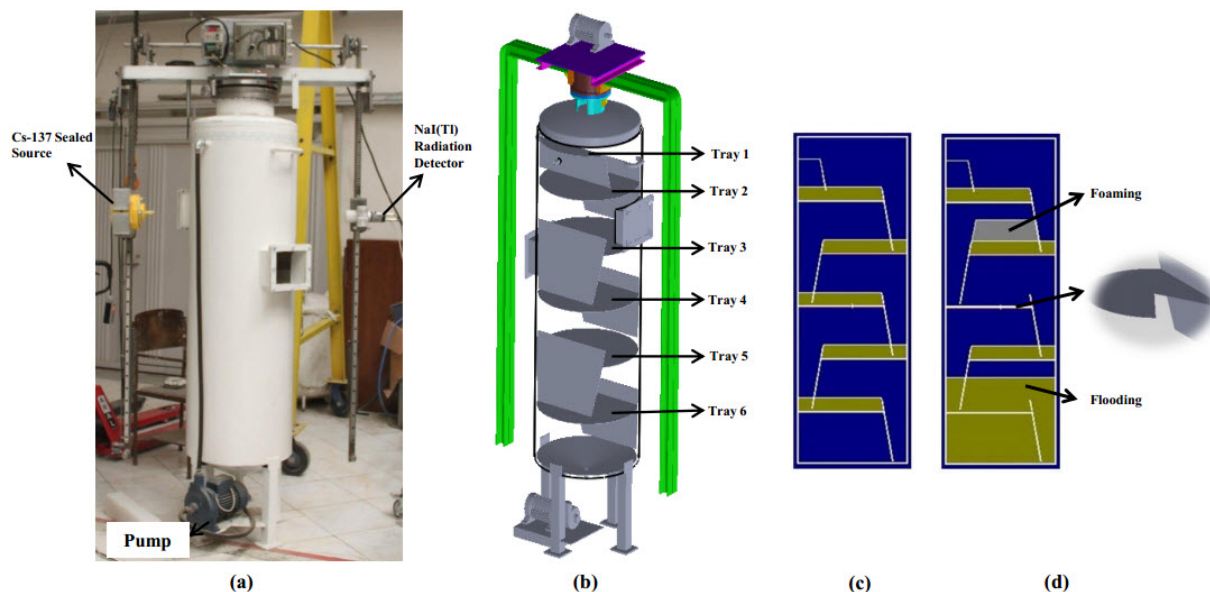 Cs-137 Sealed
Source
NaI(Tl)
Radiation
Detector
Pump
(a)
Tray 1
Tray 2
Tray 3
Tray 4
Tray 5
Tray 6
(b)
(c)
Foaming
Flooding
(d)